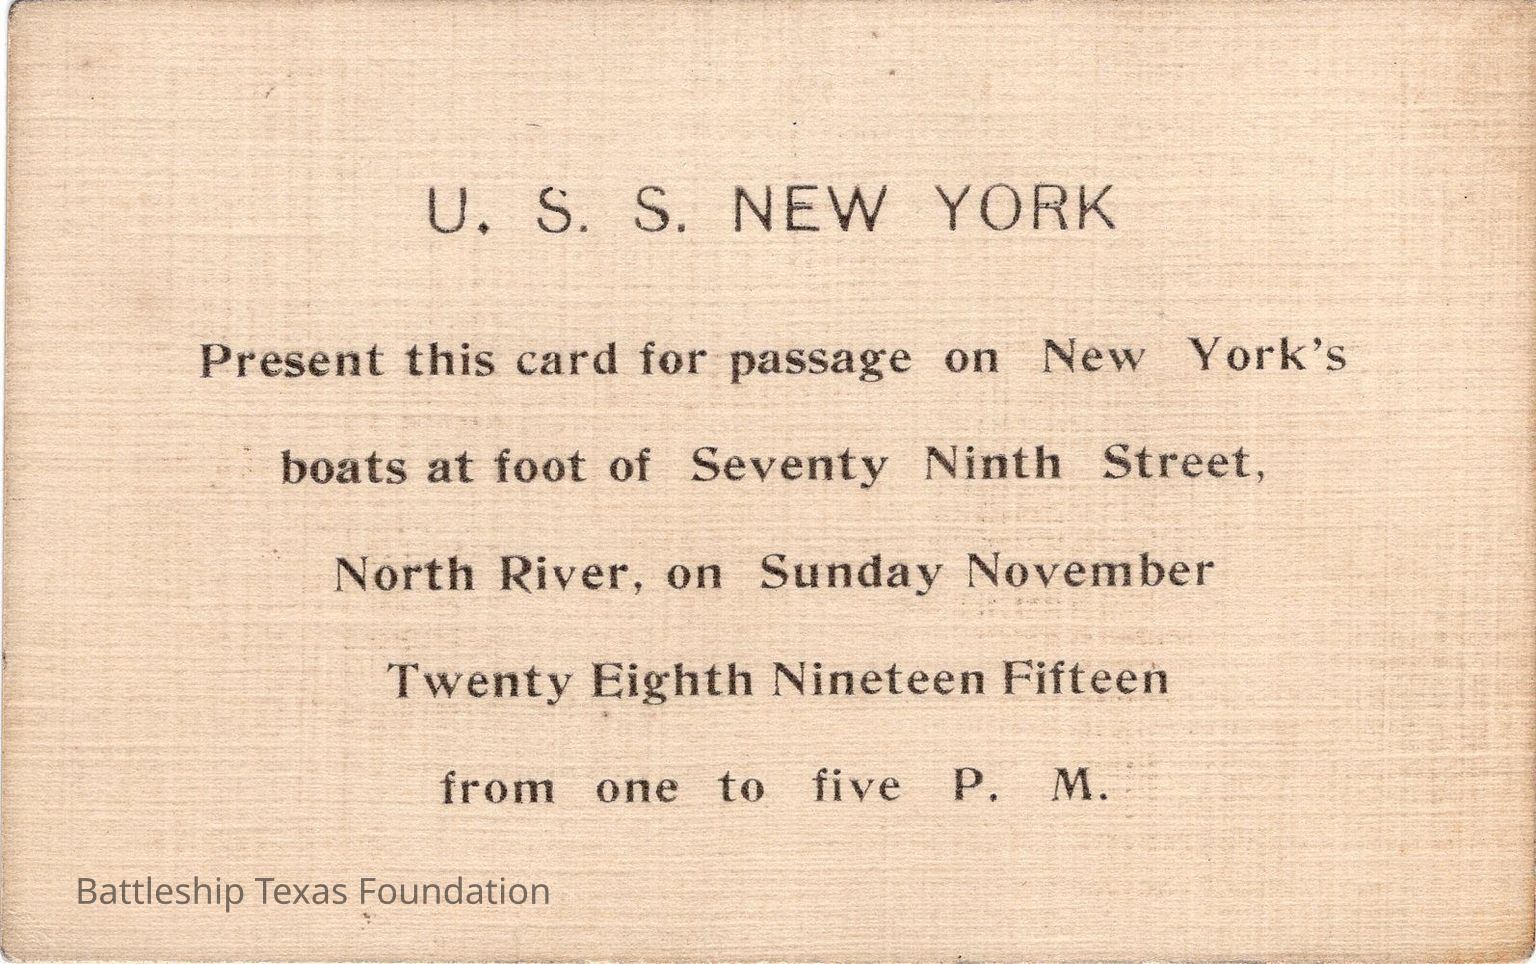 U. S. S. NEW YORK
Present this card for passage on New York's
boats at foot of Seventy Ninth Street,
North River, on Sunday November
Twenty Eighth Nineteen Fifteen
from one to five P. M.
Battleship Texas Foundation